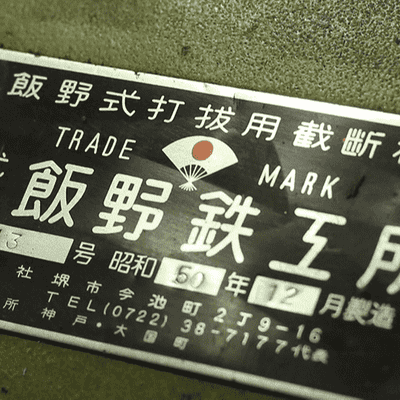 飯野式打抜用截断
TRADE MARK
飯野鉄工所
3 号 昭和 50 年 12 月製造
社 堺市今池町2丁9-16
TEL(0722)38-7177代表
所 神戸・大国町